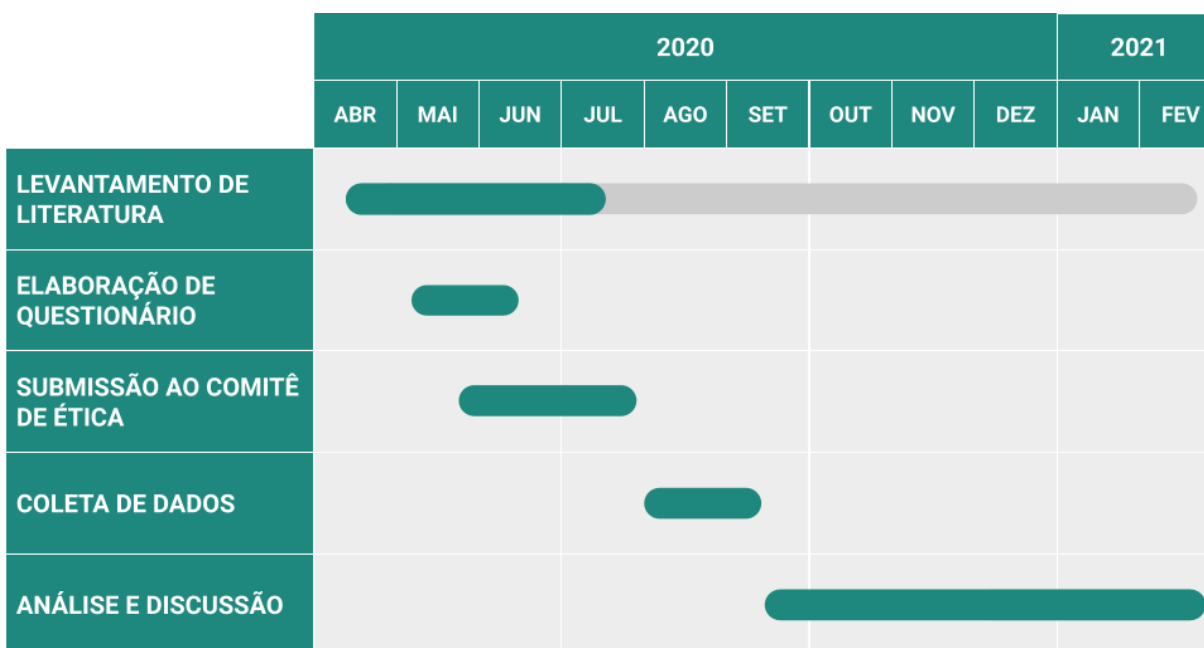 2020 2021
ABR MAI JUN JUL AGO SET OUT NOV DEZ JAN FEV
LEVANTAMENTO DE
LITERATURA
ELABORAÇÃO DE
QUESTIONÁRIO
SUBMISSÃO AO COMITÊ
DE ÉTICA
COLETA DE DADOS
ANÁLISE E DISCUSSÃO